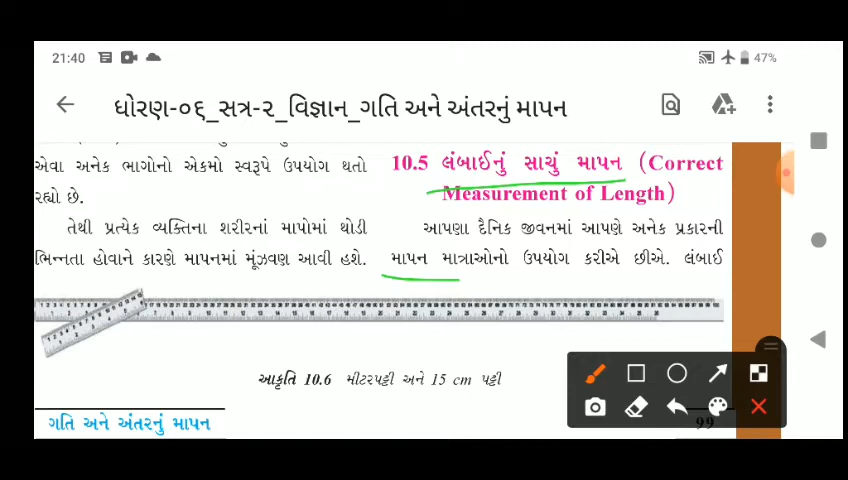 21:40
47%
ધોરણ-૦૬_સત્ર-૨_વિજ્ઞાન_ગતિ અને અંતરનું માપન
એવા અનેક ભાગોનો એકમો સ્વરૂપે ઉપયોગ થતો
રહ્યો છે.
તેથી પ્રત્યેક વ્યક્તિના શરીરનાં માપોમાં થોડી
ભિન્નતા હોવાને કારણે માપનમાં મૂંઝવણ આવી હશે.
10.5 લંબાઈનું સાચું માપન (Correct
Measurement of Length)
આપણા દૈનિક જીવનમાં આપણે અનેક પ્રકારની
માપન માત્રાઓનો ઉપયોગ કરીએ છીએ. લંબાઈ
આકૃતિ 10.6 મીટરપટ્ટી અને 15 cm પટ્ટી
ગતિ અને અંતરનું માપન
99